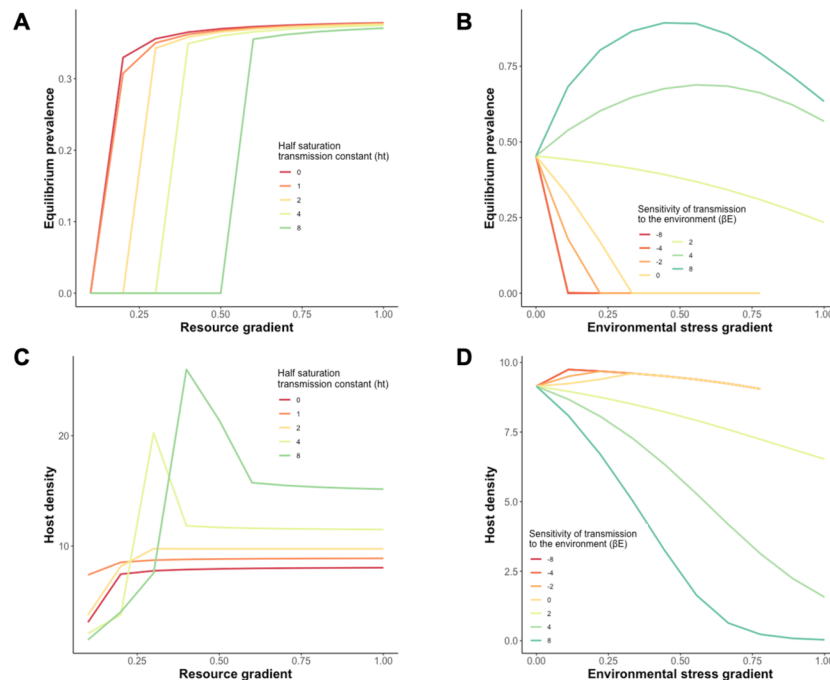 A
Equilibrium prevalence
0.3
0.2
0.1
0.0
Half saturation
transmission constant (ht)
0
1
2
4
8
0.25
0.50
0.75
1.00
Resource gradient
B
Equilibrium prevalence
0.75
0.50
0.25
0.00
Sensitivity of transmission
to the environment (βE)
-8
-4
-2
0
2
4
8
0.00
0.25
0.50
0.75
1.00
Environmental stress gradient
C
Host density
20
10
Half saturation
transmission constant (ht)
0
1
2
4
8
0.25
0.50
0.75
1.00
Resource gradient
D
Host density
10.0
7.5
5.0
2.5
0.0
Sensitivity of transmission
to the environment (βE)
-8
-4
-2
0
2
4
8
0.00
0.25
0.50
0.75
1.00
Environmental stress gradient